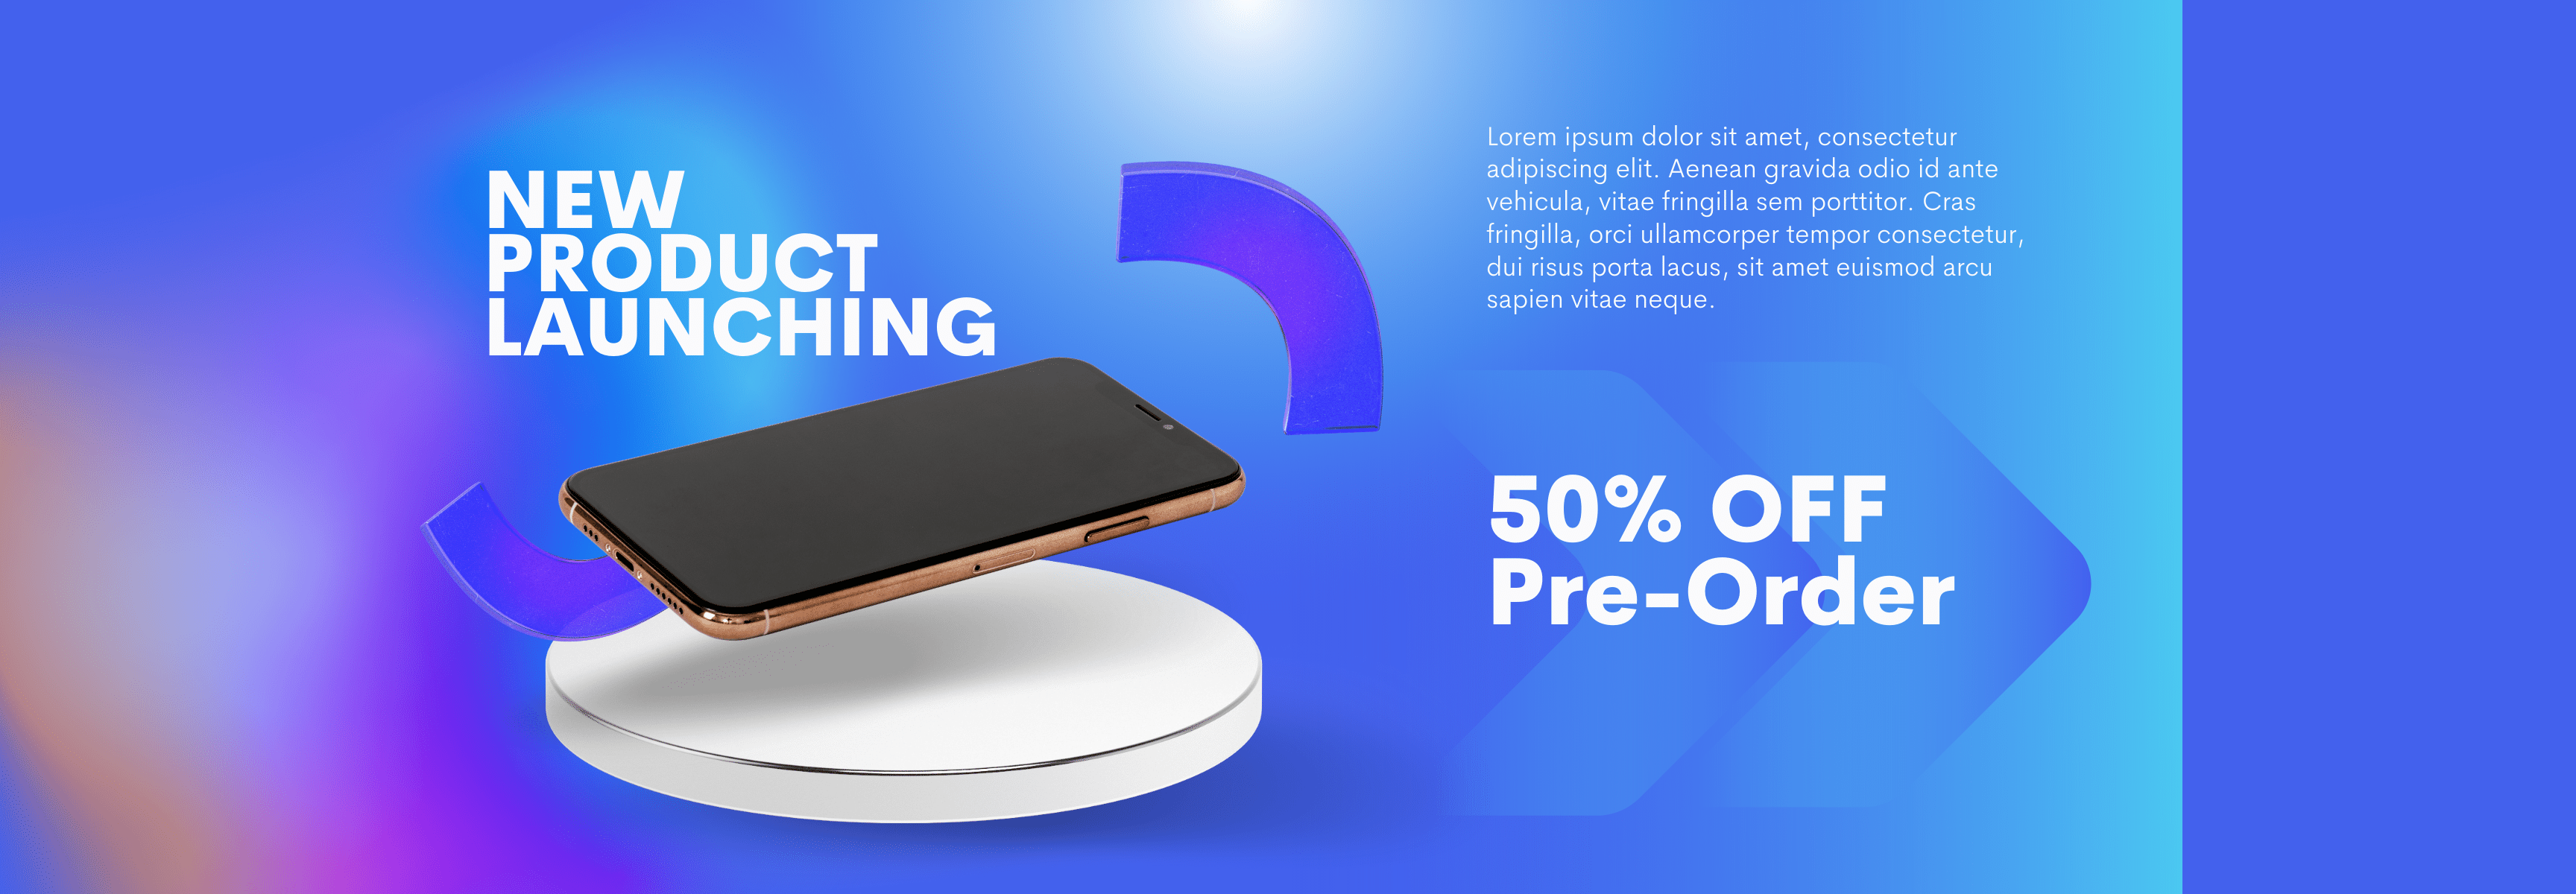 NEW
PRODUCT
LAUNCHING
Lorem ipsum dolor sit amet, consectetur
adipiscing elit. Aenean gravida odio id ante
vehicula, vitae fringilla sem porttitor. Cras
fringilla, orci ullamcorper tempor consectetur,
dui risus porta lacus, sit amet euismod arcu
sapien vitae neque.
50% OFF
Pre-Order